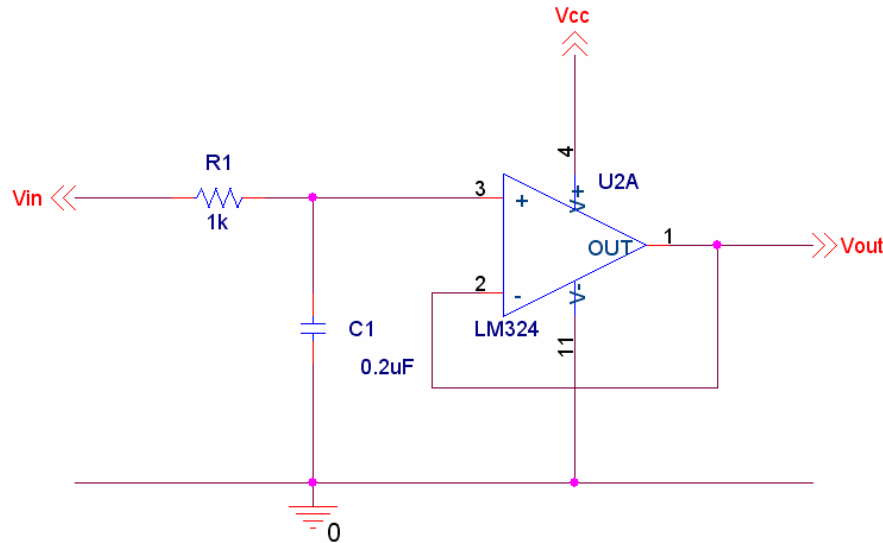 Vcc
4
R1
U2A
V+
3
+
Vin
1k
OUT
1
Vout
2
-
V-
LM324
C1
11
0.2uF
0